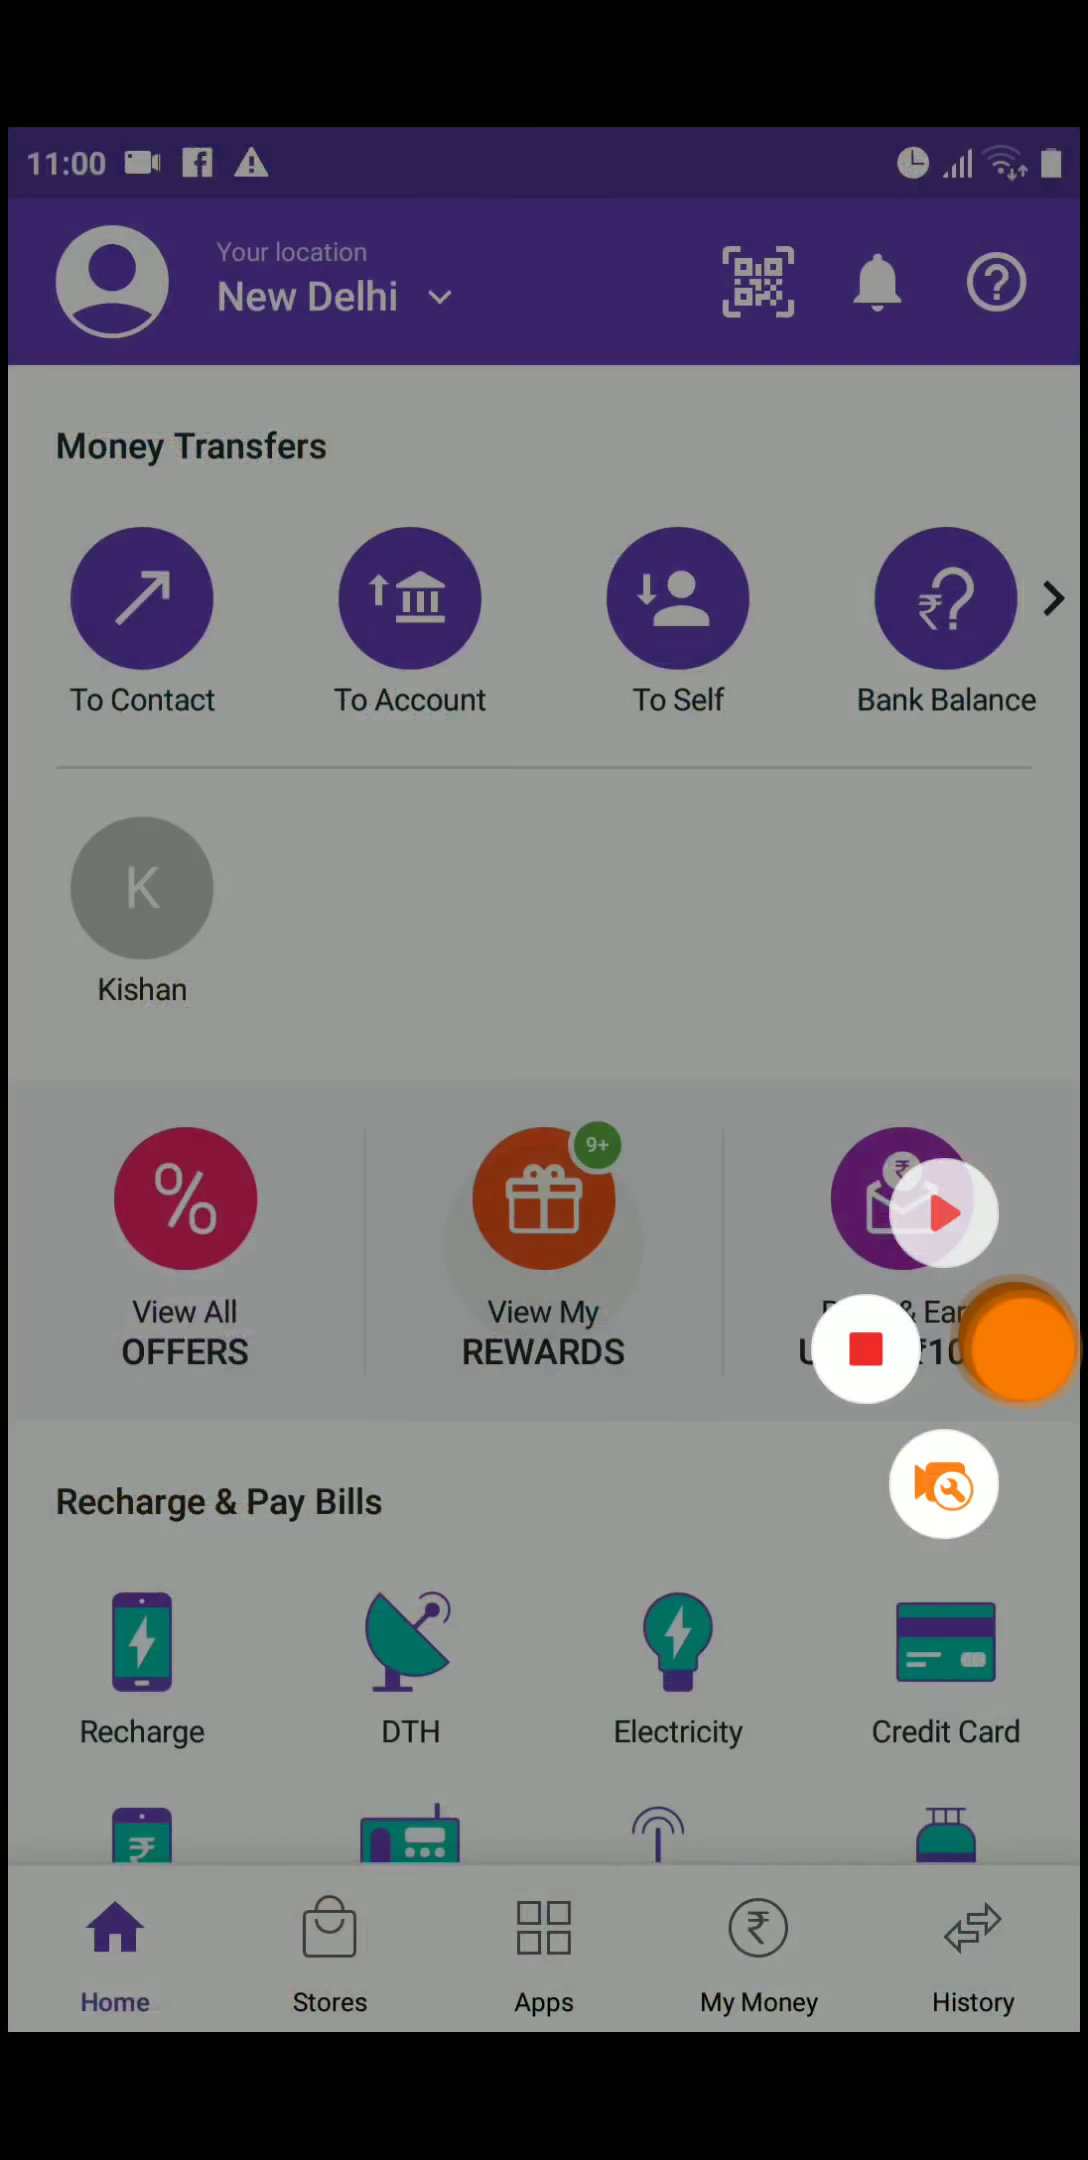 11:00
Your location
New Delhi
Money Transfers
To Contact
To Account
To Self
Bank Balance
K
Kishan
9+
View All
OFFERS
View My
REWARDS
& Ear
₹10
Recharge & Pay Bills
Recharge
DTH
Electricity
Credit Card
Home
Stores
Apps
My Money
History